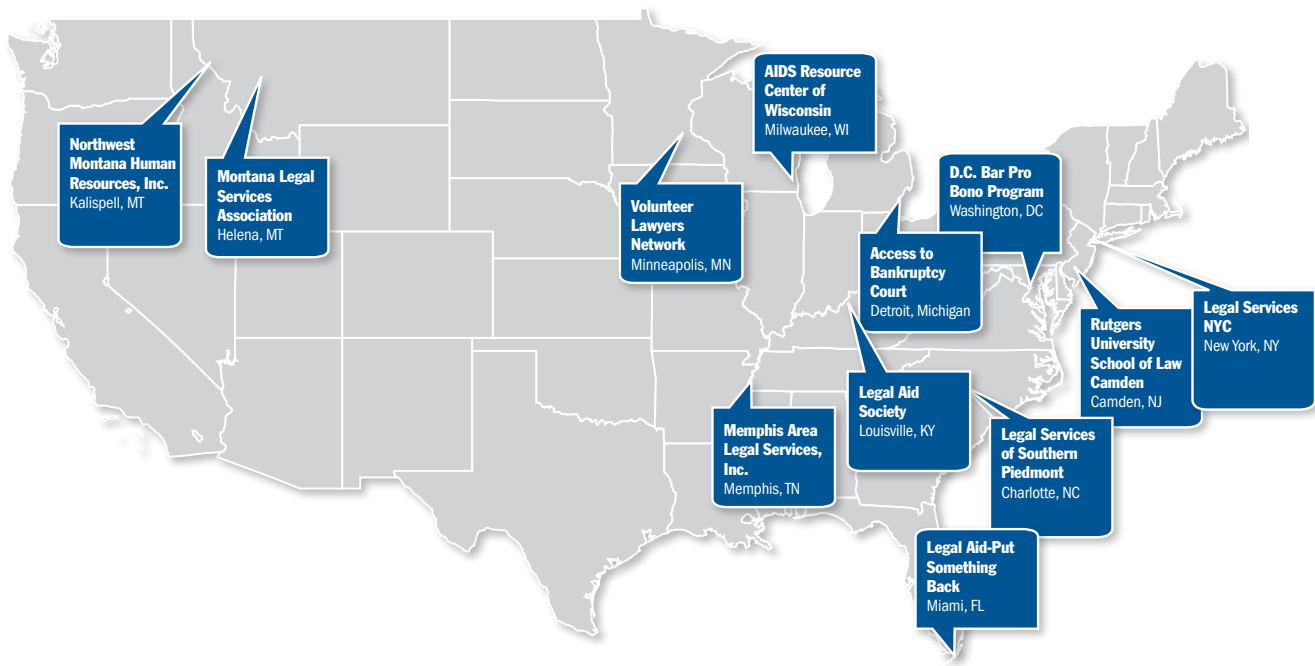 Northwest
Montana Human
Resources, Inc.
Kalispell, MT
Montana Legal
Services
Association
Helena, MT
Volunteer
Lawyers
Network
Minneapolis, MN
AIDS Resource
Center of
Wisconsin
Milwaukee, WI
Access to
Bankruptcy
Court
Detroit, Michigan
D.C. Bar Pro
Bono Program
Washington, DC
Legal Services
NYC
New York, NY
Rutgers
University
School of Law
Camden
Camden, NJ
Legal Aid
Society
Louisville, KY
Memphis Area
Legal Services,
Inc.
Memphis, TN
Legal Services
of Southern
Piedmont
Charlotte, NC
Legal Aid-Put
Something
Back
Miami, FL